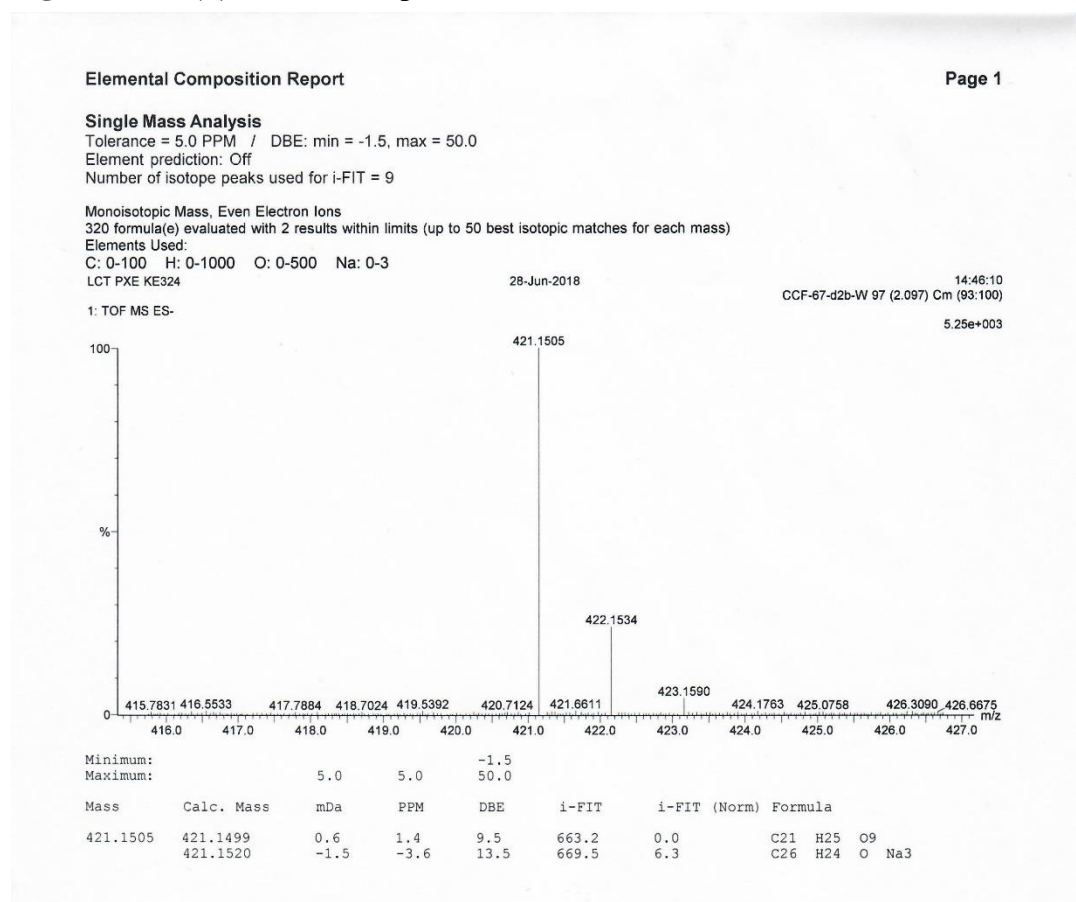 Elemental Composition Report Page 1
Single Mass Analysis
Tolerance = 5.0 PPM / DBE: min = -1.5, max = 50.0
Element prediction: Off
Number of isotope peaks used for i-FIT = 9
Monoisotopic Mass, Even Electron Ions
320 formula(e) evaluated with 2 results within limits (up to 50 best isotopic matches for each mass)
Elements Used:
C: 0-100 H: 0-1000 O: 0-500 Na: 0-3
LCT PXE KE324 28-Jun-2018 14:46:10
CCF-67-d2b-W 97 (2.097) Cm (93:100)
1: TOF MS ES-
5.25e+003
421.1505
100
%
422.1534
423.1590
415.7831 416.5533 417.7884 418.7024 419.5392 420.7124 421.6611 424.1763 425.0758 426.3090 426.6675
0
m/z
416.0 417.0 418.0 419.0 420.0 421.0 422.0 423.0 424.0 425.0 426.0 427.0
Minimum: -1.5
Maximum: 5.0 5.0 50.0
Mass Calc. Mass mDa PPM DBE i-FIT i-FIT (Norm) Formula
421.1505 421.1499 0.6 1.4 9.5 663.2 0.0 C21 H25 O9
421.1520 -1.5 -3.6 13.5 669.5 6.3 C26 H24 O Na3